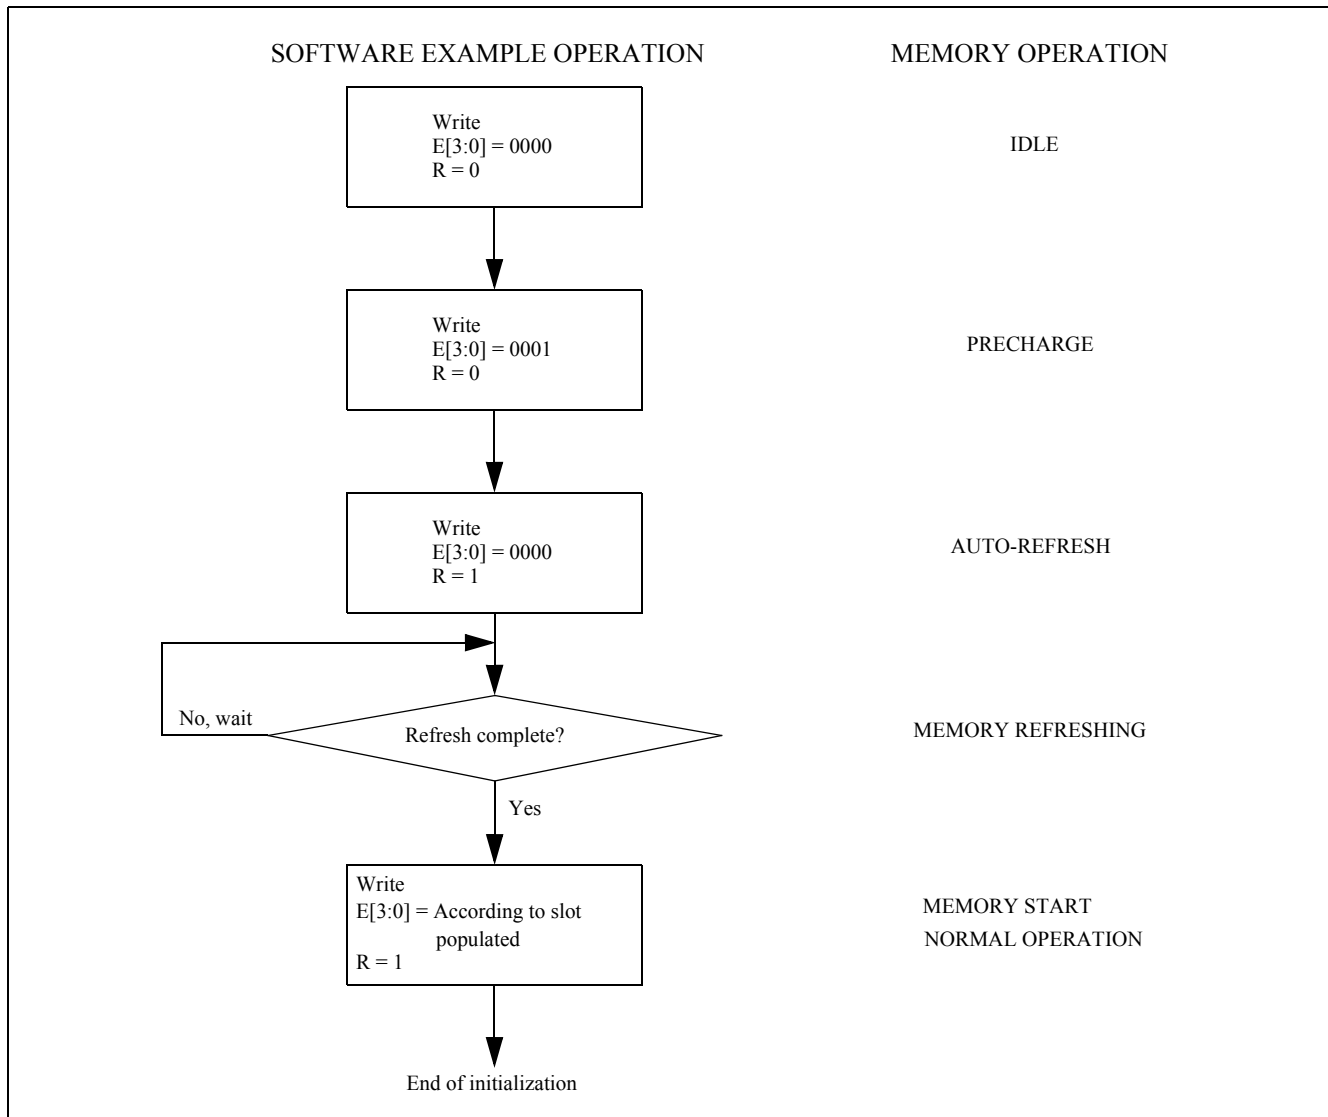 SOFTWARE EXAMPLE OPERATION
MEMORY OPERATION
Write
E[3:0] = 0000
R = 0
IDLE
Write
E[3:0] = 0001
R = 0
PRECHARGE
Write
E[3:0] = 0000
R = 1
AUTO-REFRESH
No, wait
Refresh complete?
MEMORY REFRESHING
Yes
Write
E[3:0] = According to slot
populated
R = 1
MEMORY START
NORMAL OPERATION
End of initialization